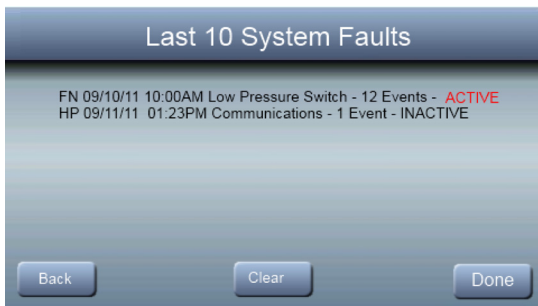 Last 10 System Faults
FN 09/10/11 10:00AM Low Pressure Switch - 12 Events - ACTIVE
HP 09/11/11 01:23PM Communications - 1 Event - INACTIVE
Back Clear Done